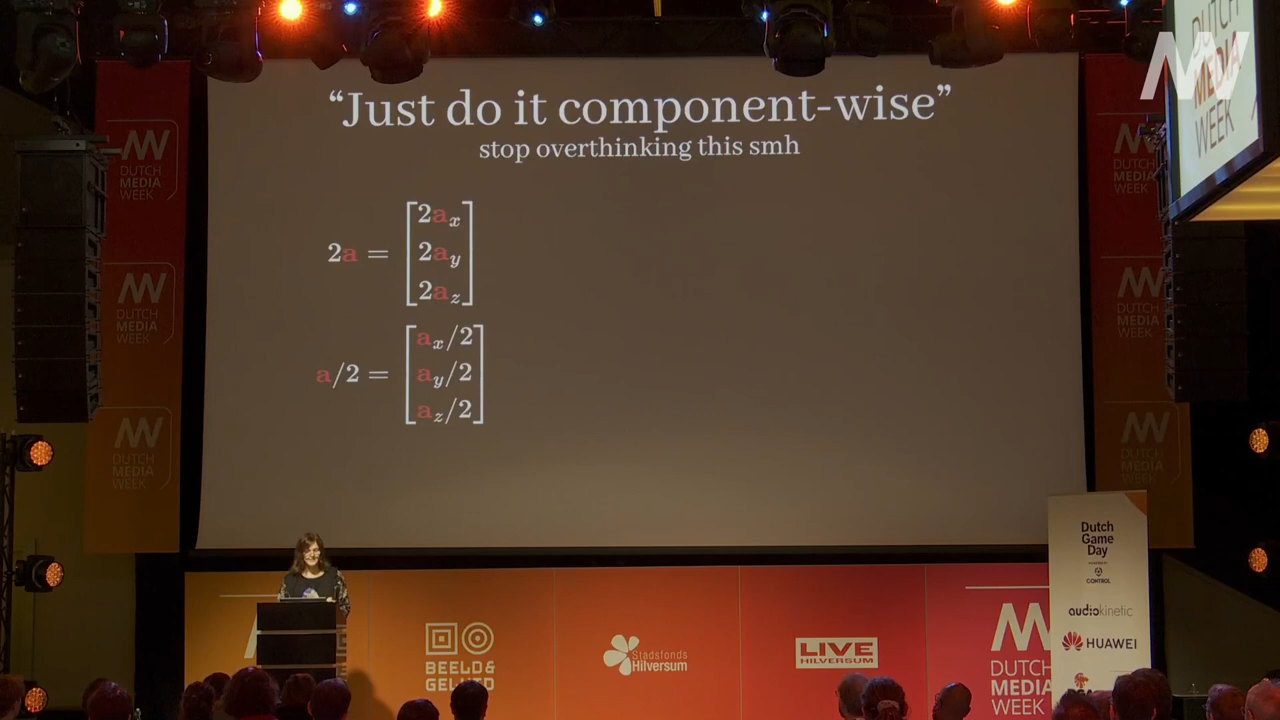 “Just do it component-wise”
stop overthinking this smh
2a = [2a_x
2a_y
2a_z]
a/2 = [a_x/2
a_y/2
a_z/2]
DUTCH
MEDIA
WEEK
DUTCH
MEDIA
WEEK
DUTCH
MEDIA
WEEK
DUTCH
MEDIA
WEEK
DUTCH
MEDIA
WEEK
DUTCH
MEDIA
WEEK
DUTCH
MEDIA
WEEK
BEELD&
GELUID
Stadsfonds
Hilversum
LIVE
HILVERSUM
DUTCH
MEDIA
WEEK
Dutch
Game
Day
CONTROL
audiokinetic
HUAWEI